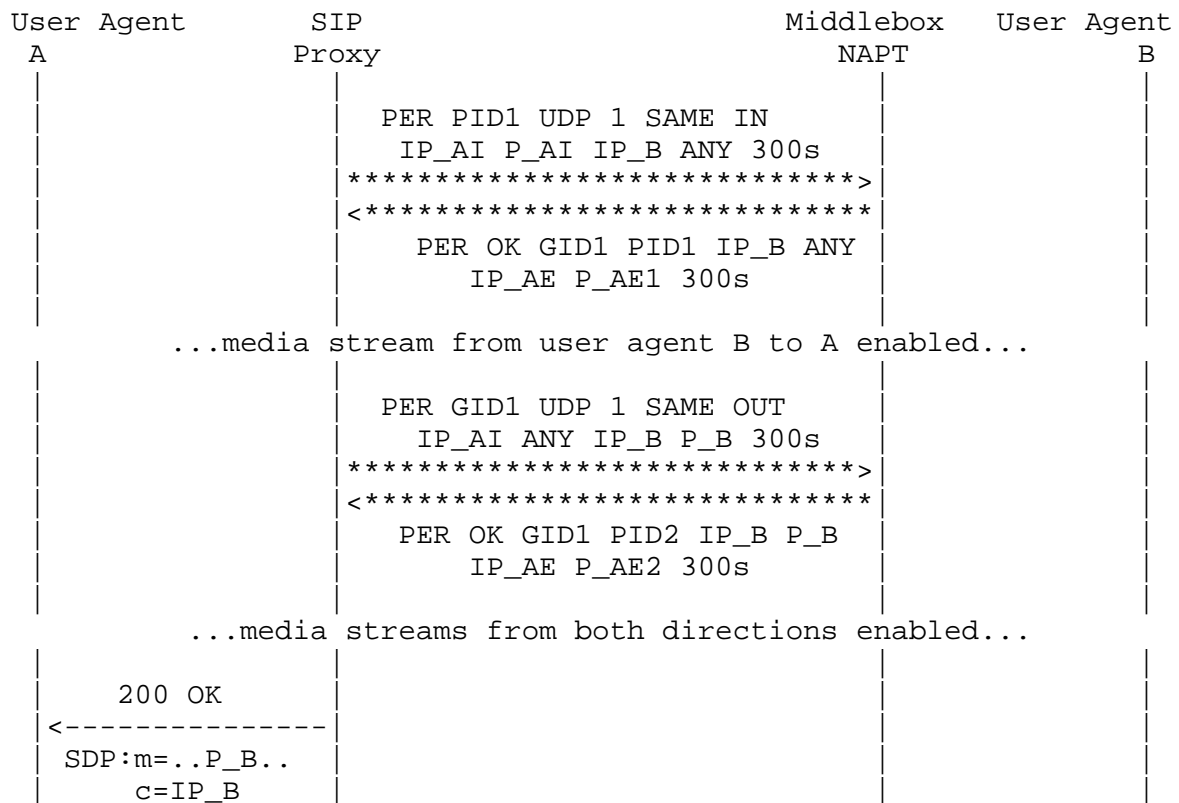 User Agent SIP Middlebox User Agent
A Proxy NAPT B
PER PID1 UDP 1 SAME IN
IP_AI P_AI IP_B ANY 300s
*****************************>
<*****************************
PER OK GID1 PID1 IP_B ANY
IP_AE P_AE1 300s
...media stream from user agent B to A enabled...
PER GID1 UDP 1 SAME OUT
IP_AI ANY IP_B P_B 300s
*****************************>
<*****************************
PER OK GID1 PID2 IP_B P_B
IP_AE P_AE2 300s
...media streams from both directions enabled...
200 OK
<---------------
SDP:m=..P_B..
c=IP_B